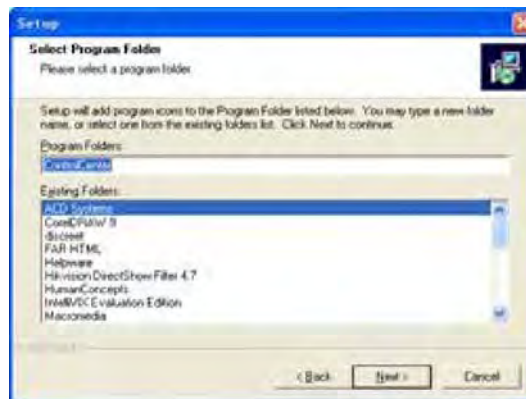 Setup
Select Program Folder
Please select a program folder.
Setup will add program icons to the Program Folder listed below. You may type a new folder
name, or select one from the existing folders list. Click Next to continue.
Program Folders:
ControlCenter
Existing Folders:
ACD Systems
CorelDRAW 9
discreet
FAR HTML
Helpware
Hikvision DirectShow Filter 4.7
HumanConcepts
IntelliVIX Evaluation Edition
Macromedia
< Back
Next >
Cancel